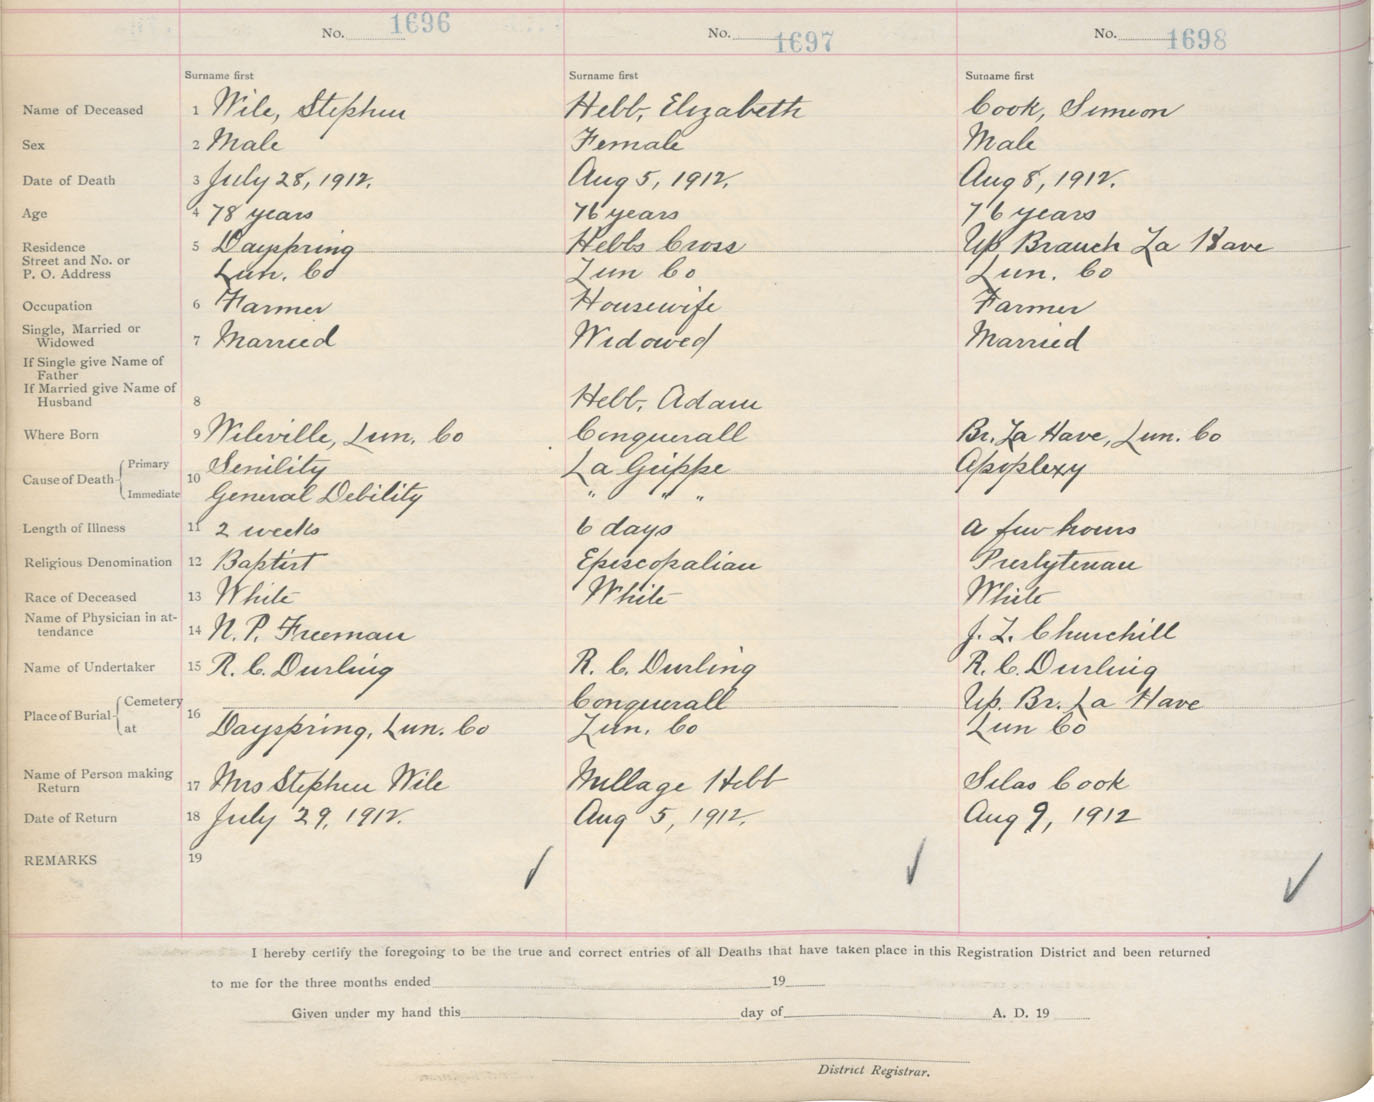 No. 1696 No. 1697 No. 1698
Surname first Surname first Surname first
Name of Deceased 1 Wile, Stephen Hebb, Elizabeth Cook, Simeon
Sex 2 Male Female Male
Date of Death 3 July 28, 1912. Aug 5, 1912. Aug 8, 1912.
Age 4 78 years 76 years 76 years
Residence 5 Dayspring Hebbs Cross Up Branch La Have
Street and No. or
P. O. Address Lun. Co Lun Co Lun. Co
Occupation 6 Farmer Housewife Farmer
Single, Married or
Widowed 7 Married Widowed Married
If Single give Name of
Father
If Married give Name of
Husband 8 Hebb, Adam
Where Born 9 Wileville, Lun. Co Conquerall Br. La Have, Lun. Co
Cause of Death Primary 10 Senility La Grippe Apoplexy
Immediate General Debility " " "
Length of Illness 11 2 weeks 6 days a few hours
Religious Denomination 12 Baptist Episcopalian Presbyterian
Race of Deceased 13 White White White
Name of Physician in at-
tendance 14 N. P. Freeman J. L. Churchill
Name of Undertaker 15 R. C. Durling R. C. Durling R. C. Durling
Place of Burial Cemetery 16 Conquerall Up. Br. La Have
at Dayspring, Lun. Co Lun. Co Lun Co
Name of Person making
Return 17 Mrs Stephen Wile Millage Hebb Silas Cook
Date of Return 18 July 29, 1912. Aug 5, 1912. Aug 9, 1912
REMARKS 19
I hereby certify the foregoing to be the true and correct entries of all Deaths that have taken place in this Registration District and been returned
to me for the three months ended 19
Given under my hand this day of A. D. 19
District Registrar.